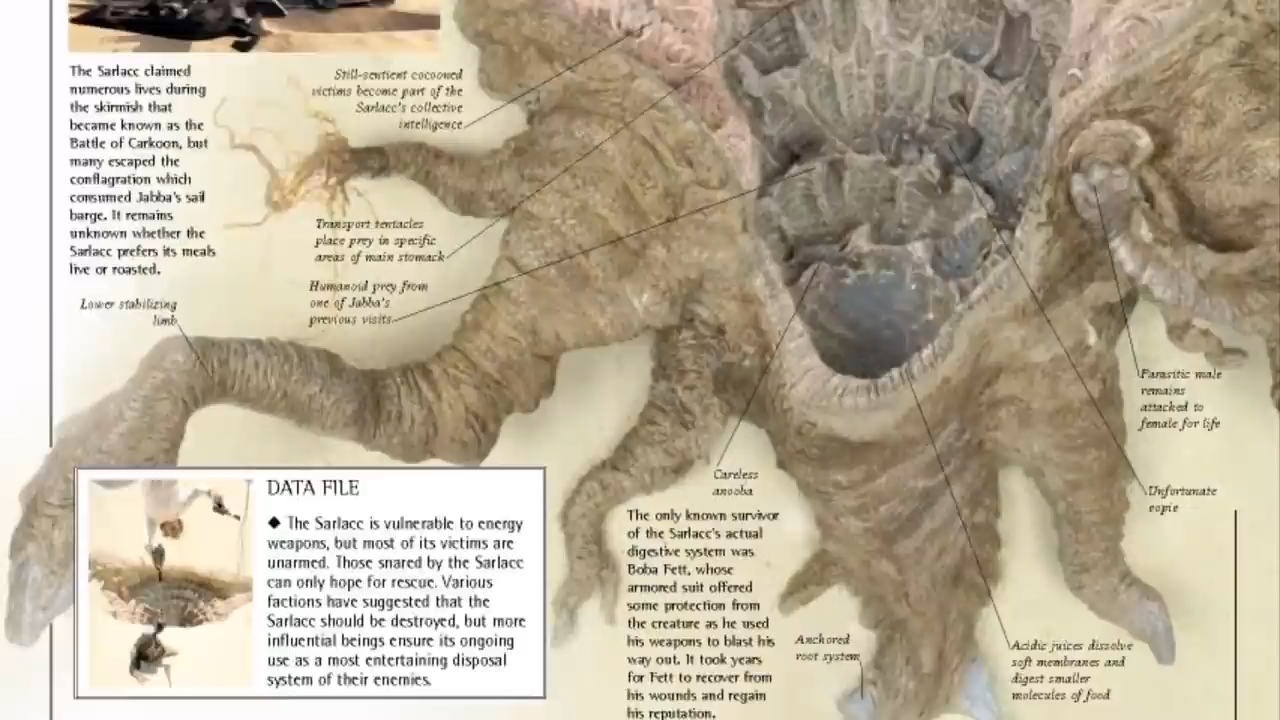 The Sarlacc claimed
numerous lives during
the skirmish that
became known as the
Battle of Carkoon, but
many escaped the
conflagration which
consumed Jabba's sail
barge. It remains
unknown whether the
Sarlacc prefers its meals
live or roasted.
Still-sentient cocooned
victims become part of the
Sarlacc's collective
intelligence
Transport tentacles
place prey in specific
areas of main stomach
Humanoid prey from
one of Jabba's
previous visits
Lower stabilizing
limb
Parasitic male
remains
attached to
female for life
Careless
anooba
Unfortunate
eopie
DATA FILE
◆ The Sarlacc is vulnerable to energy
weapons, but most of its victims are
unarmed. Those snared by the Sarlacc
can only hope for rescue. Various
factions have suggested that the
Sarlacc should be destroyed, but more
influential beings ensure its ongoing
use as a most entertaining disposal
system of their enemies.
The only known survivor
of the Sarlacc's actual
digestive system was
Boba Fett, whose
armored suit offered
some protection from
the creature as he used
his weapons to blast his
way out. It took years
for Fett to recover from
his wounds and regain
his reputation.
Anchored
root system
Acidic juices dissolve
soft membranes and
digest smaller
molecules of food